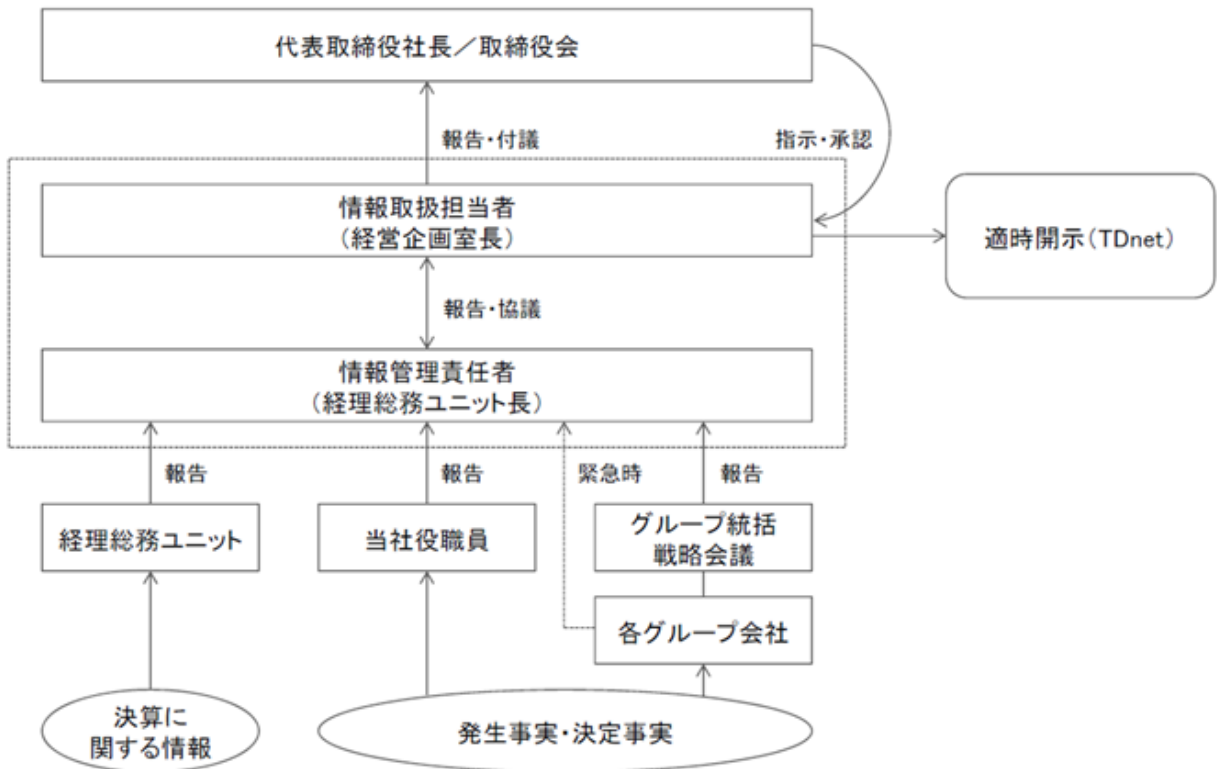 代表取締役社長／取締役会
報告・付議
指示・承認
情報取扱担当者
（経営企画室長）
適時開示（TDnet）
報告・協議
情報管理責任者
（経理総務ユニット長）
報告
報告
緊急時
報告
経理総務ユニット
当社役職員
グループ統括
戦略会議
各グループ会社
決算に
関する情報
発生事実・決定事実